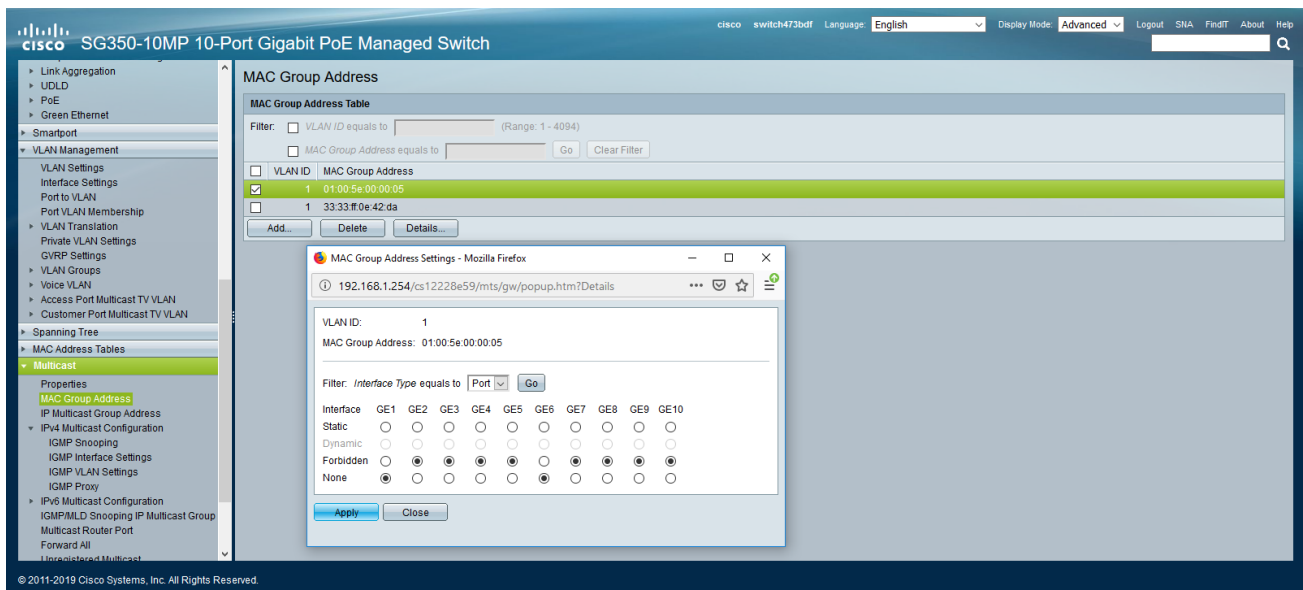 cisco switch473bdf Language: English Display Mode: Advanced Logout SNA FindIT About Help
cisco SG350-10MP 10-Port Gigabit PoE Managed Switch
Link Aggregation
UDLD
PoE
Green Ethernet
Smartport
VLAN Management
VLAN Settings
Interface Settings
Port to VLAN
Port VLAN Membership
VLAN Translation
Private VLAN Settings
GVRP Settings
VLAN Groups
Voice VLAN
Access Port Multicast TV VLAN
Customer Port Multicast TV VLAN
Spanning Tree
MAC Address Tables
Multicast
Properties
MAC Group Address
IP Multicast Group Address
IPv4 Multicast Configuration
IGMP Snooping
IGMP Interface Settings
IGMP VLAN Settings
IGMP Proxy
IPv6 Multicast Configuration
IGMP/MLD Snooping IP Multicast Group
Multicast Router Port
Forward All
Unregistered Multicast
MAC Group Address
MAC Group Address Table
Filter: VLAN ID equals to (Range: 1 - 4094)
MAC Group Address equals to Go Clear Filter
VLAN ID MAC Group Address
1 01:00:5e:00:00:05
1 33:33:ff:0e:42:da
Add... Delete Details...
MAC Group Address Settings - Mozilla Firefox
192.168.1.254/cs12228e59/mts/gw/popup.htm?Details
VLAN ID: 1
MAC Group Address: 01:00:5e:00:00:05
Filter: Interface Type equals to Port Go
Interface GE1 GE2 GE3 GE4 GE5 GE6 GE7 GE8 GE9 GE10
Static
Dynamic
Forbidden
None
Apply Close
© 2011-2019 Cisco Systems, Inc. All Rights Reserved.